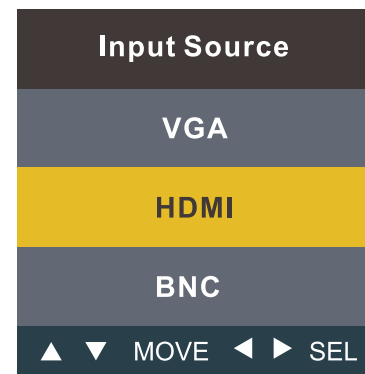 Input Source
VGA
HDMI
BNC
▲ ▼ MOVE ◀ ▶ SEL